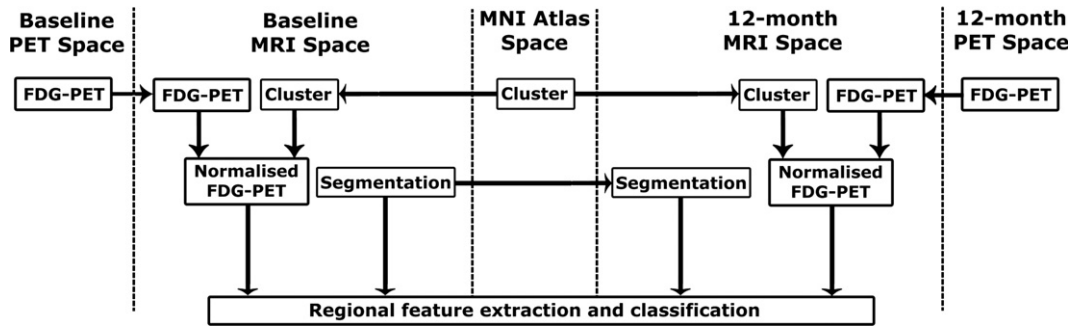 Baseline
PET Space
Baseline
MRI Space
MNI Atlas
Space
12-month
MRI Space
12-month
PET Space
FDG-PET
FDG-PET
Cluster
Cluster
Cluster
FDG-PET
FDG-PET
Normalised
FDG-PET
Segmentation
Segmentation
Normalised
FDG-PET
Regional feature extraction and classification